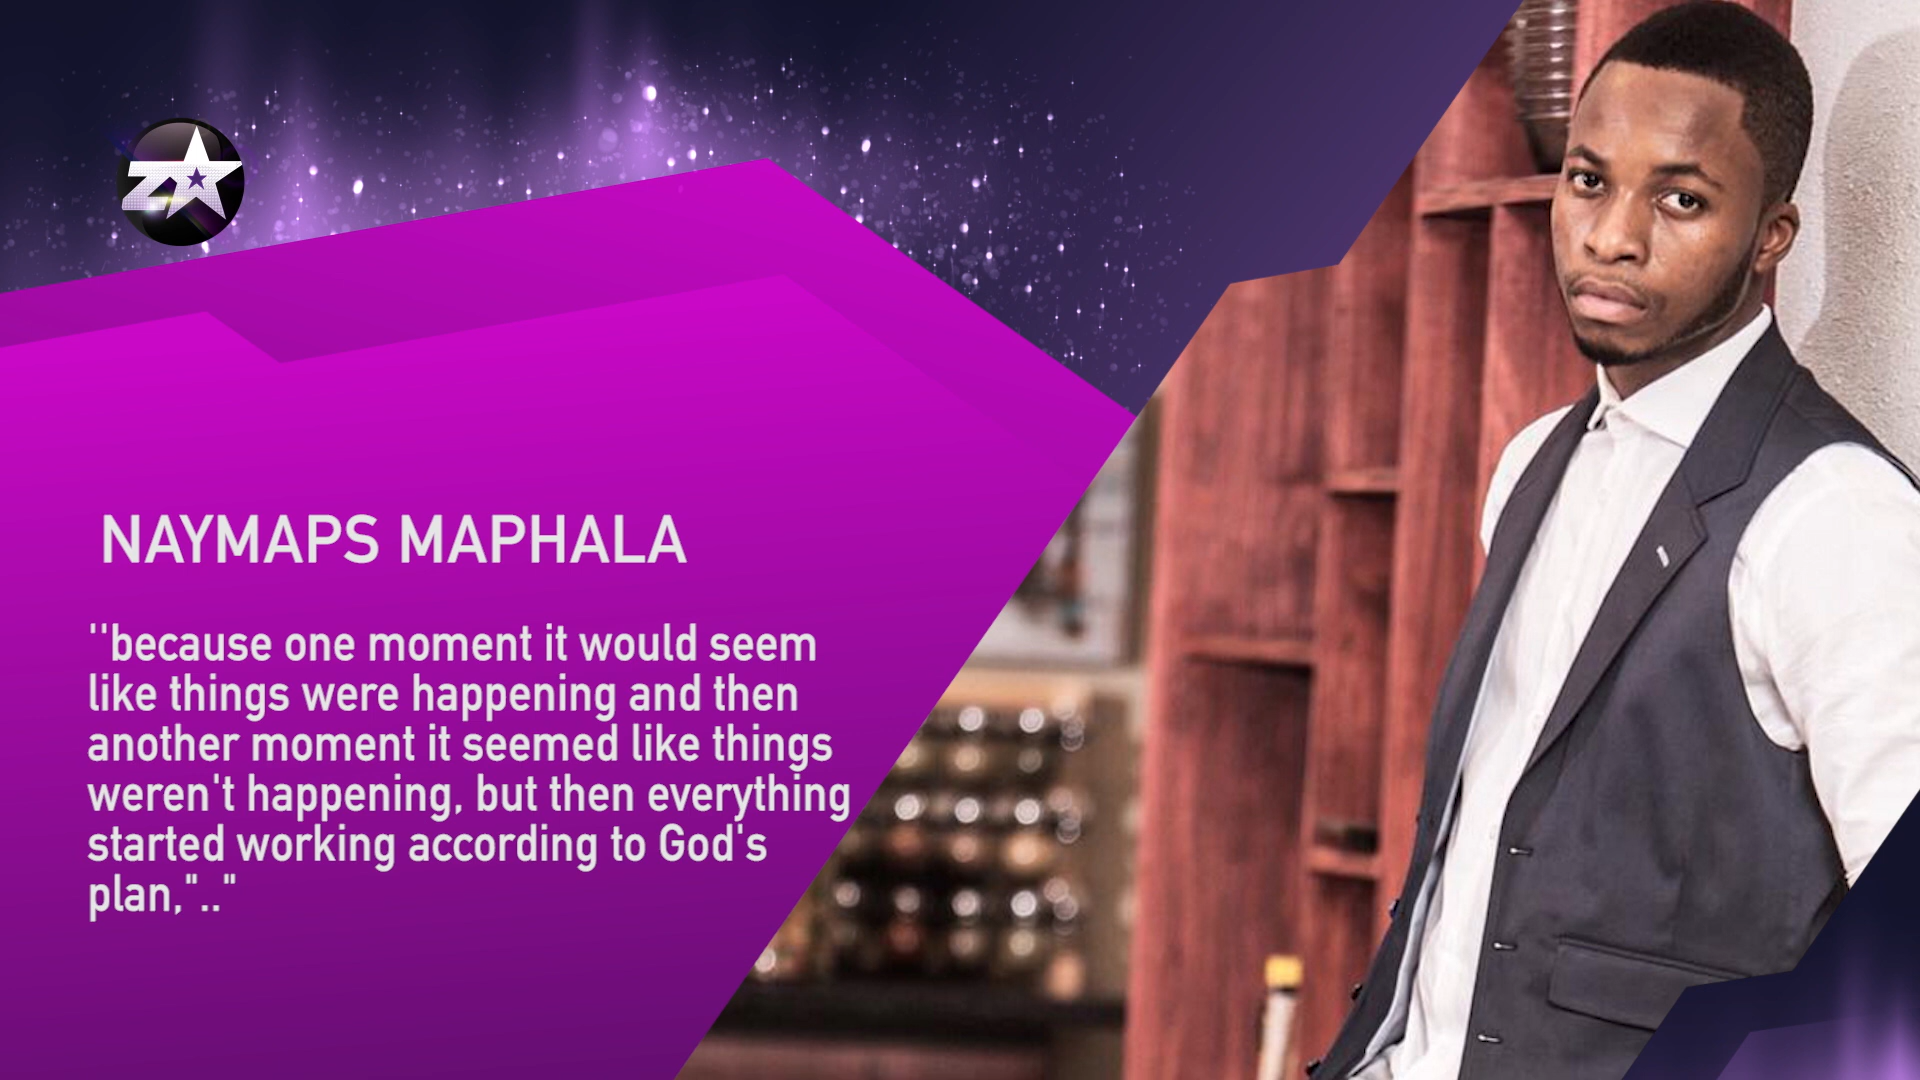 ZA
NAYMAPS MAPHALA
''because one moment it would seem
like things were happening and then
another moment it seemed like things
weren't happening, but then everything
started working according to God's
plan,".."